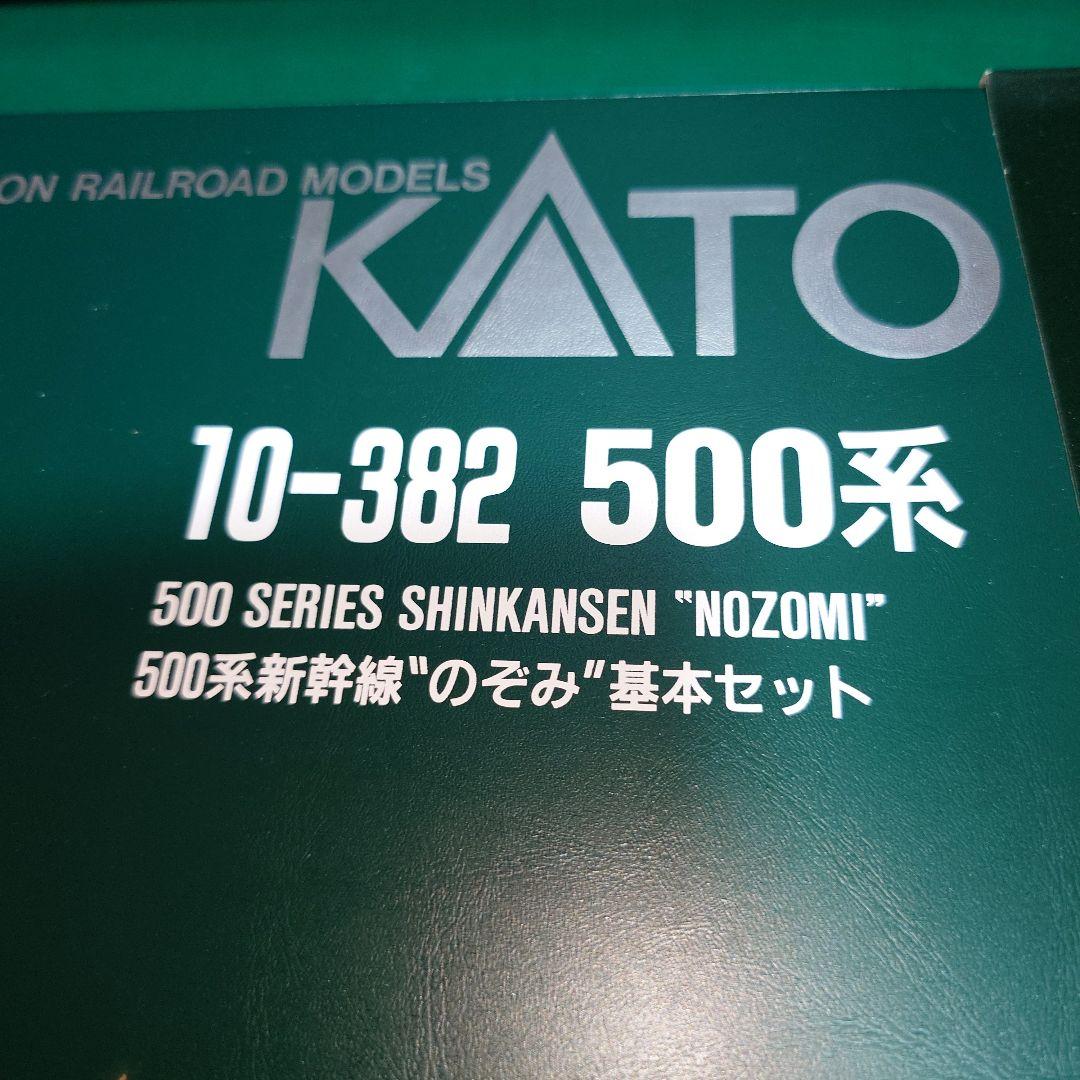 ON RAILROAD MODELS
KATO
10-382 500系
500 SERIES SHINKANSEN “NOZOMI”
500系新幹線“のぞみ”基本セット